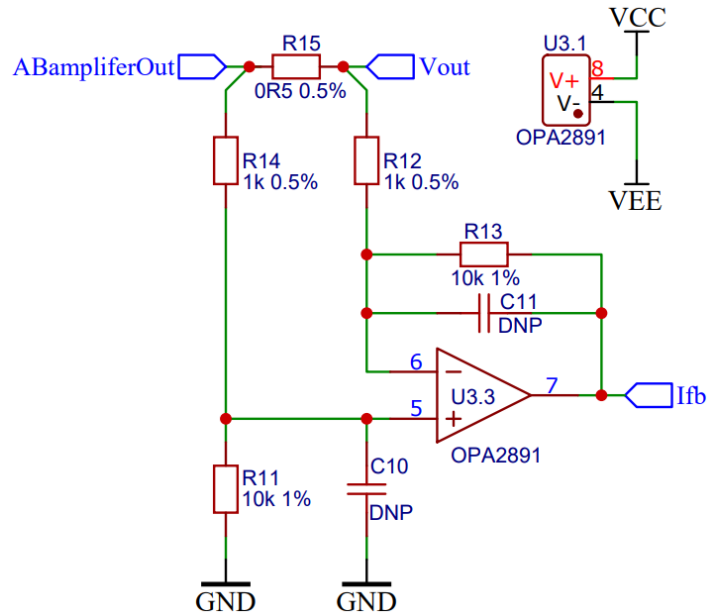 VCC
R15
U3.1
ABampliferOut
Vout
8
V+
4
V-
0R5 0.5%
OPA2891
R14
1k 0.5%
R12
1k 0.5%
VEE
R13
10k 1%
C11
DNP
6
U3.3
7
Ifb
5
OPA2891
R11
10k 1%
C10
DNP
GND
GND